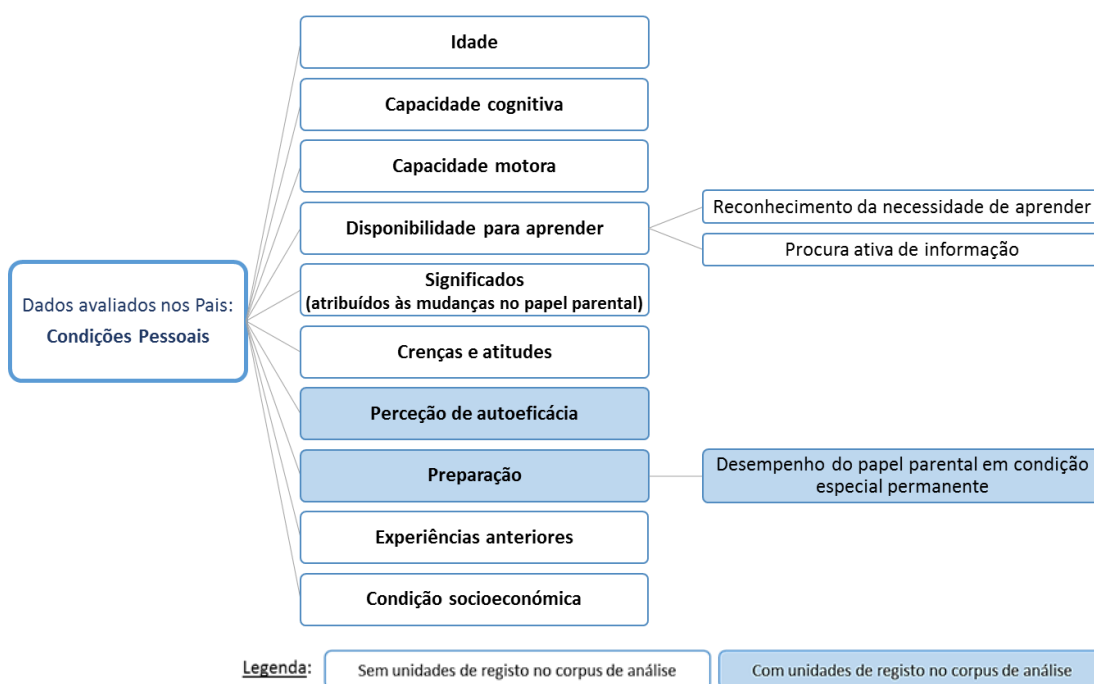 Idade
Capacidade cognitiva
Capacidade motora
Disponibilidade para aprender
Reconhecimento da necessidade de aprender
Procura ativa de informação
Dados avaliados nos Pais:
Condições Pessoais
Significados
(atribuídos às mudanças no papel parental)
Crenças e atitudes
Perceção de autoeficácia
Preparação
Desempenho do papel parental em condição
especial permanente
Experiências anteriores
Condição socioeconómica
Legenda:
Sem unidades de registo no corpus de análise
Com unidades de registo no corpus de análise